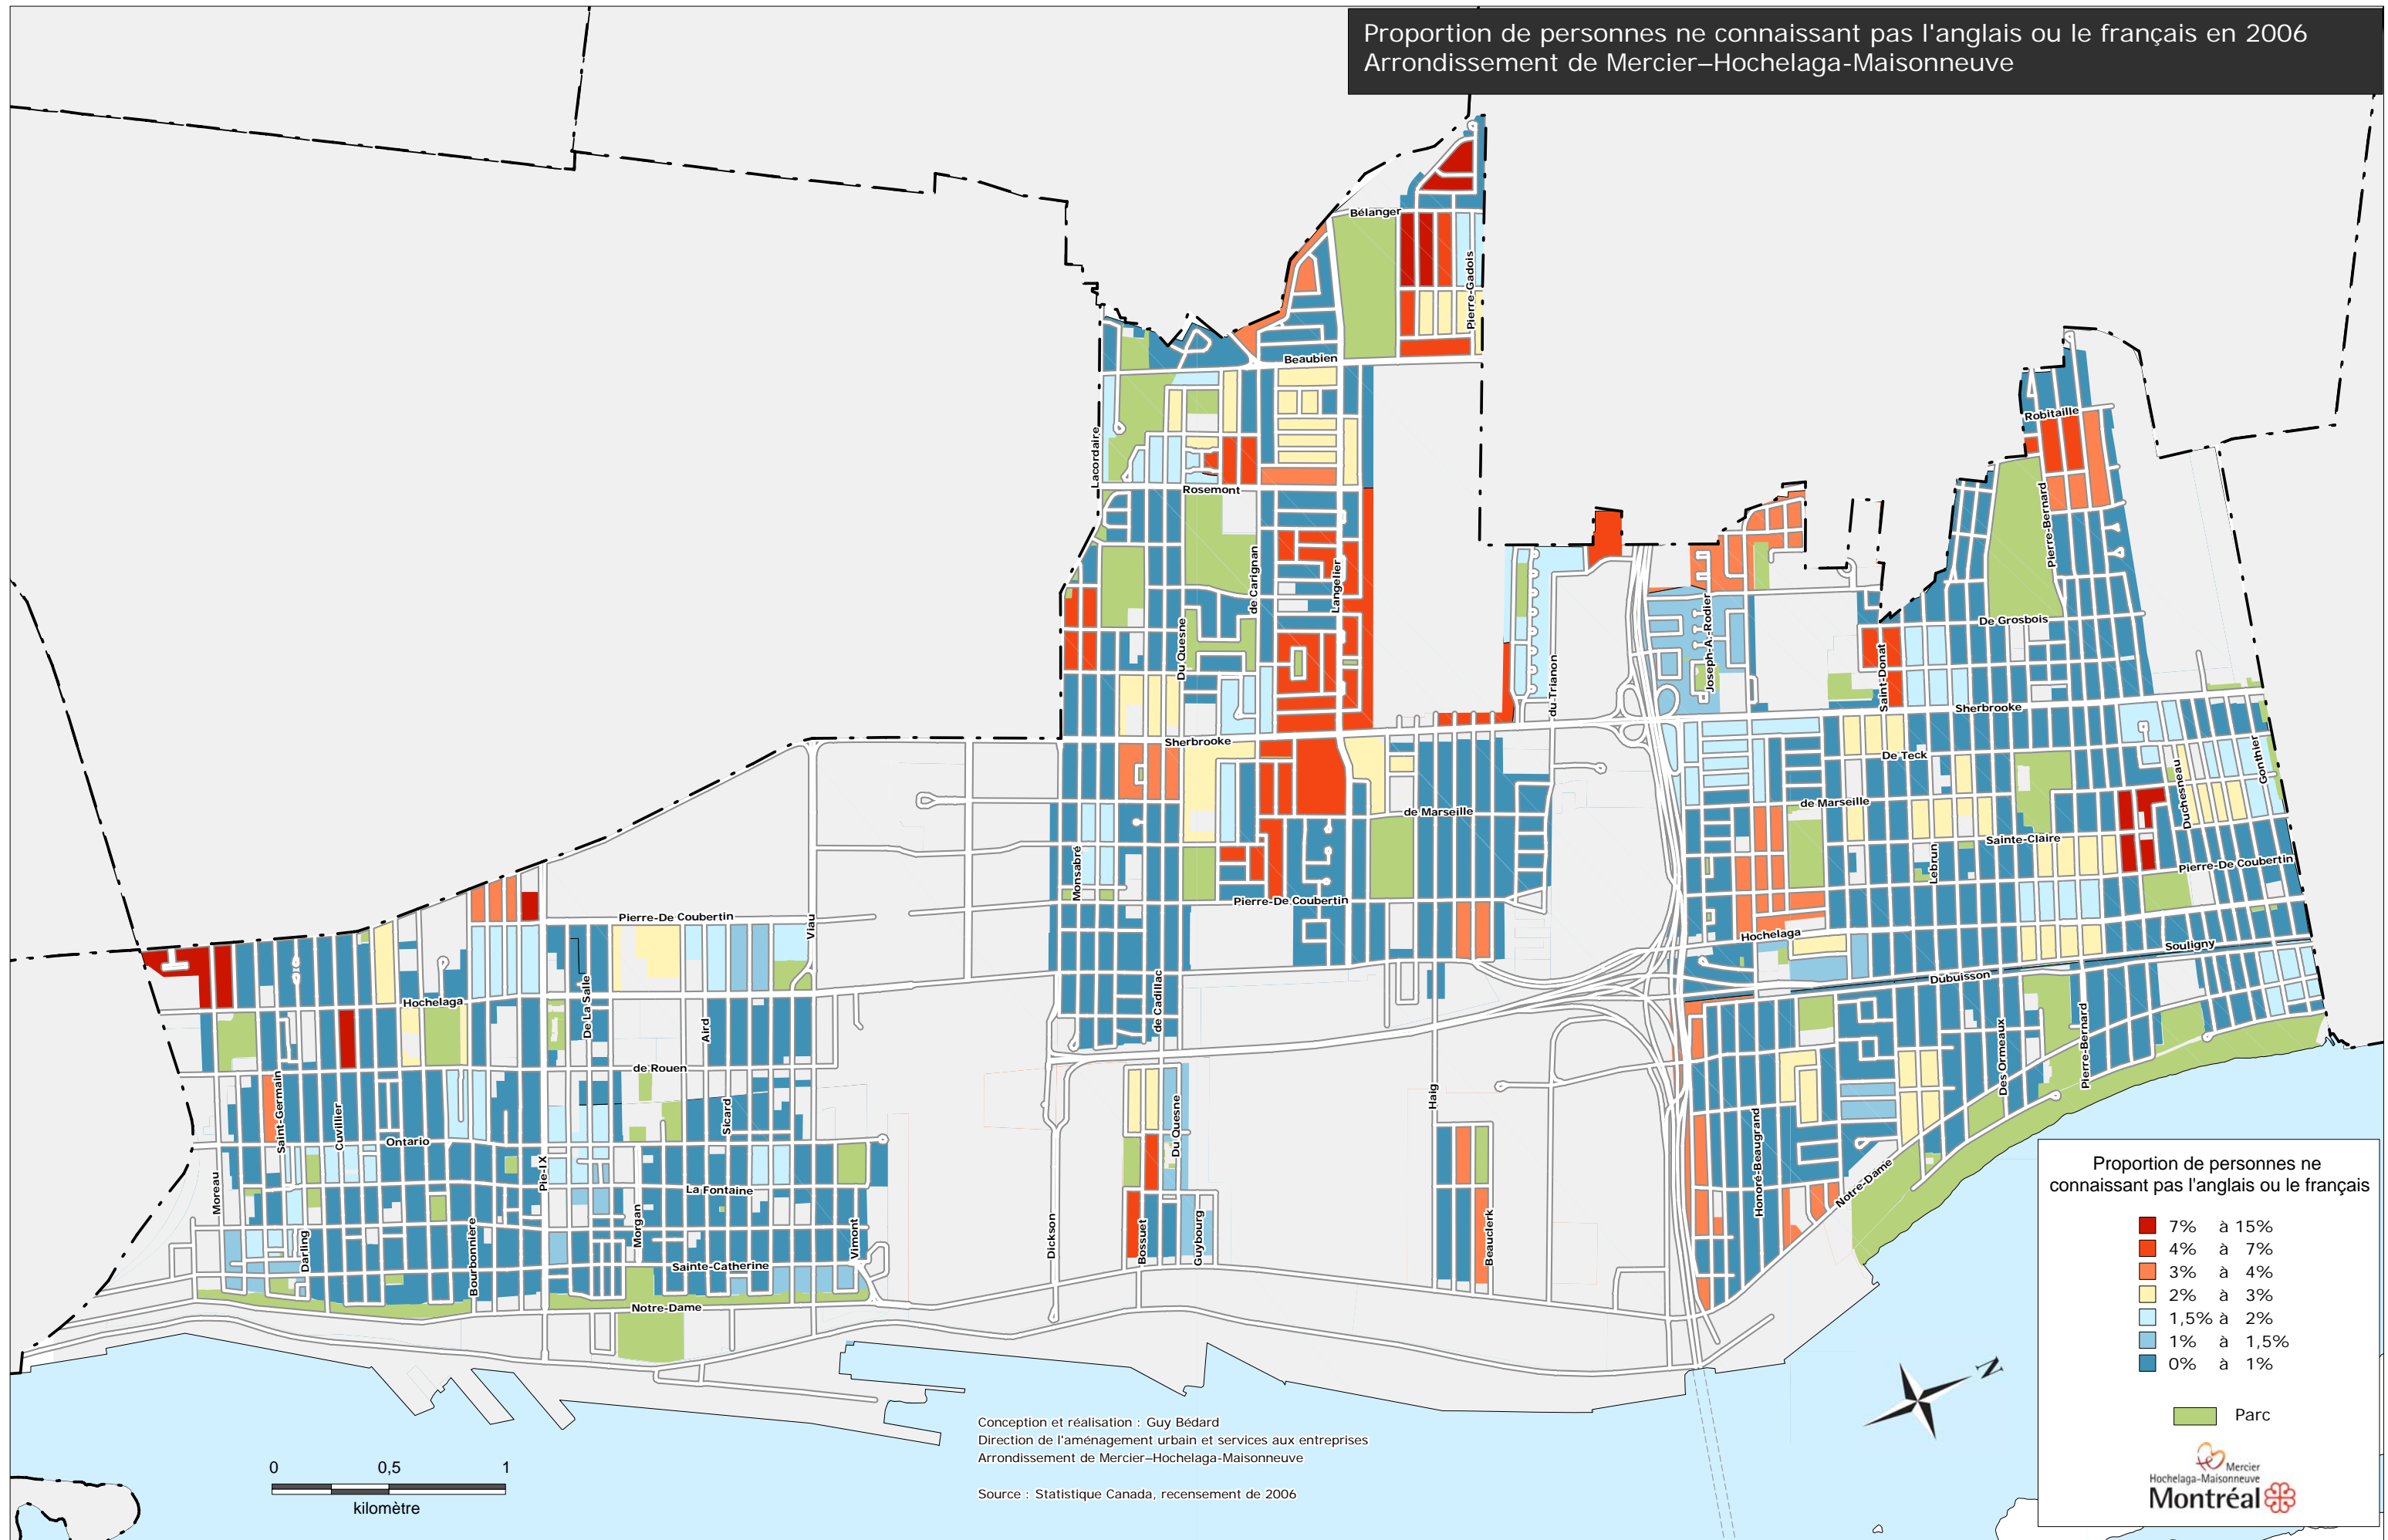 Proportion de personnes ne connaissant pas l'anglais ou le français en 2006
Arrondissement de Mercier–Hochelaga-Maisonneuve
Bélanger
Pierre-Gadois
Beaubien
Lacordaire
Rosemont
Robitaille
Pierre-Bernard
de Carignan
Langelier
Du Quesne
Joseph-A.-Rodier
De Grosbois
du Trianon
Saint-Donat
Sherbrooke
Sherbrooke
De Teck
Gonthier
Duchesneau
de Marseille
de Marseille
Sainte-Claire
Lebrun
Pierre-De Coubertin
Monsabré
Pierre-De Coubertin
Pierre-De Coubertin
Viau
Hochelaga
Souligny
Dubuisson
Hochelaga
De La Salle
Aird
de Cadillac
Des Ormeaux
Pierre-Bernard
de Rouen
Saint-Germain
Cuvillier
Ontario
Sicard
Du Quesne
Haig
Honoré-Beaugrand
Moreau
Pie-IX
La Fontaine
Notre-Dame
Darling
Bourbonnière
Morgan
Vimont
Dickson
Bossuet
Guybourg
Beauclerk
Sainte-Catherine
Notre-Dame
Proportion de personnes ne
connaissant pas l'anglais ou le français
7% à 15%
4% à 7%
3% à 4%
2% à 3%
1,5% à 2%
1% à 1,5%
0% à 1%
Parc
N
Conception et réalisation : Guy Bédard
Direction de l'aménagement urbain et services aux entreprises
Arrondissement de Mercier–Hochelaga-Maisonneuve
Source : Statistique Canada, recensement de 2006
0 0,5 1
kilomètre
Mercier
Hochelaga-Maisonneuve
Montréal